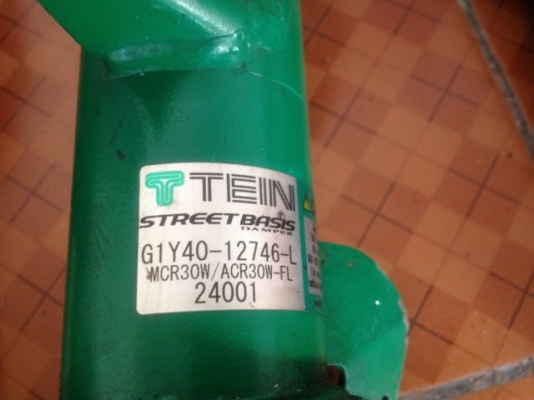 TEIN
STREET BASIS
DAMPER
G1Y40-12746-L
MCR30W/ACR30W-FL
24001